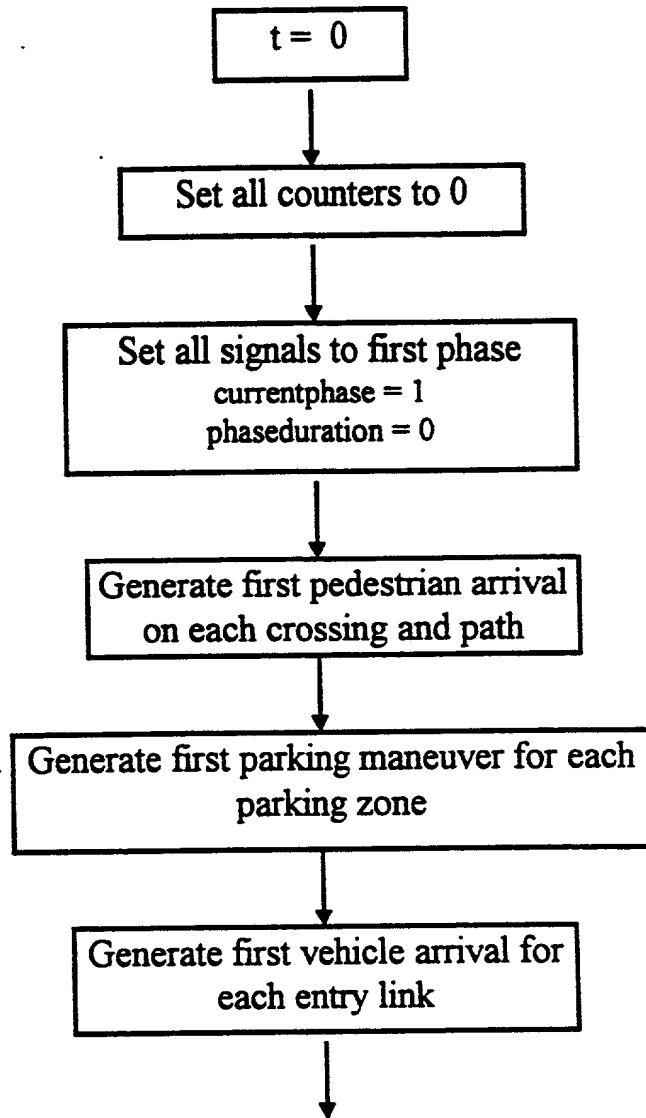 t = 0
Set all counters to 0
Set all signals to first phase
currentphase = 1
phaseduration = 0
Generate first pedestrian arrival
on each crossing and path
Generate first parking maneuver for each
parking zone
Generate first vehicle arrival for
each entry link